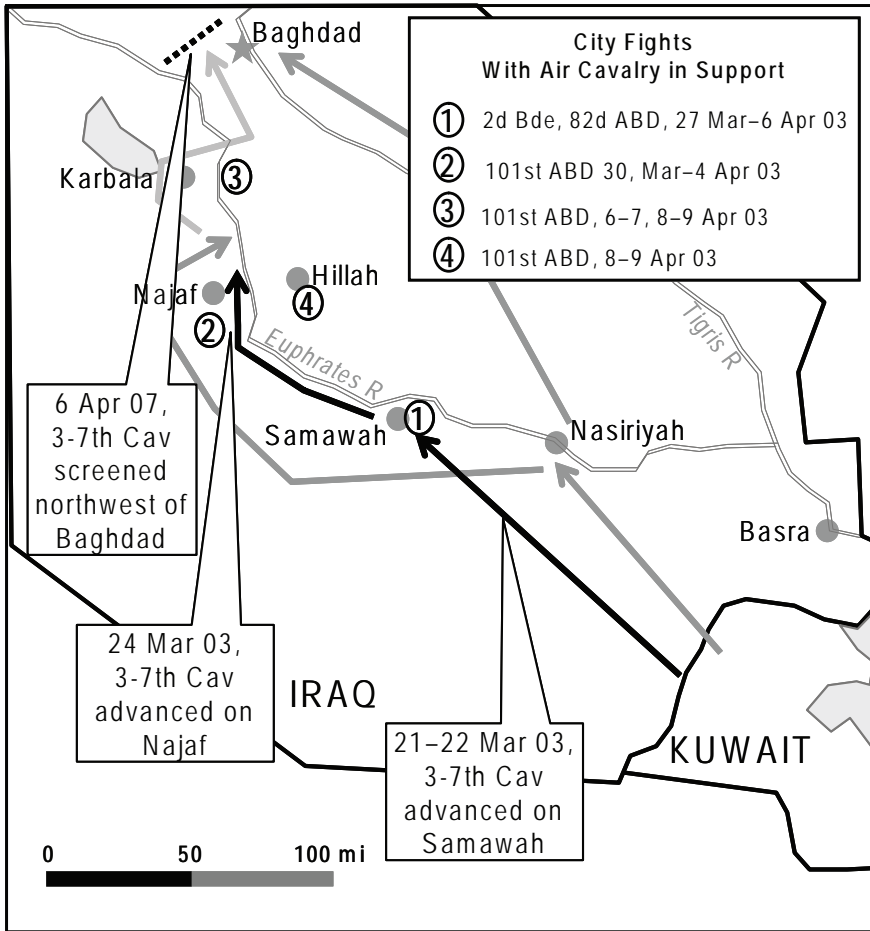 Baghdad
City Fights
With Air Cavalry in Support
1 2d Bde, 82d ABD, 27 Mar–6 Apr 03
2 101st ABD 30, Mar–4 Apr 03
3 101st ABD, 6–7, 8–9 Apr 03
4 101st ABD, 8–9 Apr 03
Karbala
3
Hillah
4
Najaf
2
Euphrates R
Tigris R
6 Apr 07,
3-7th Cav
screened
northwest of
Baghdad
Samawah
1
Nasiriyah
Basra
24 Mar 03,
3-7th Cav
advanced on
Najaf
IRAQ
21–22 Mar 03,
3-7th Cav
advanced on
Samawah
KUWAIT
0 50 100 mi